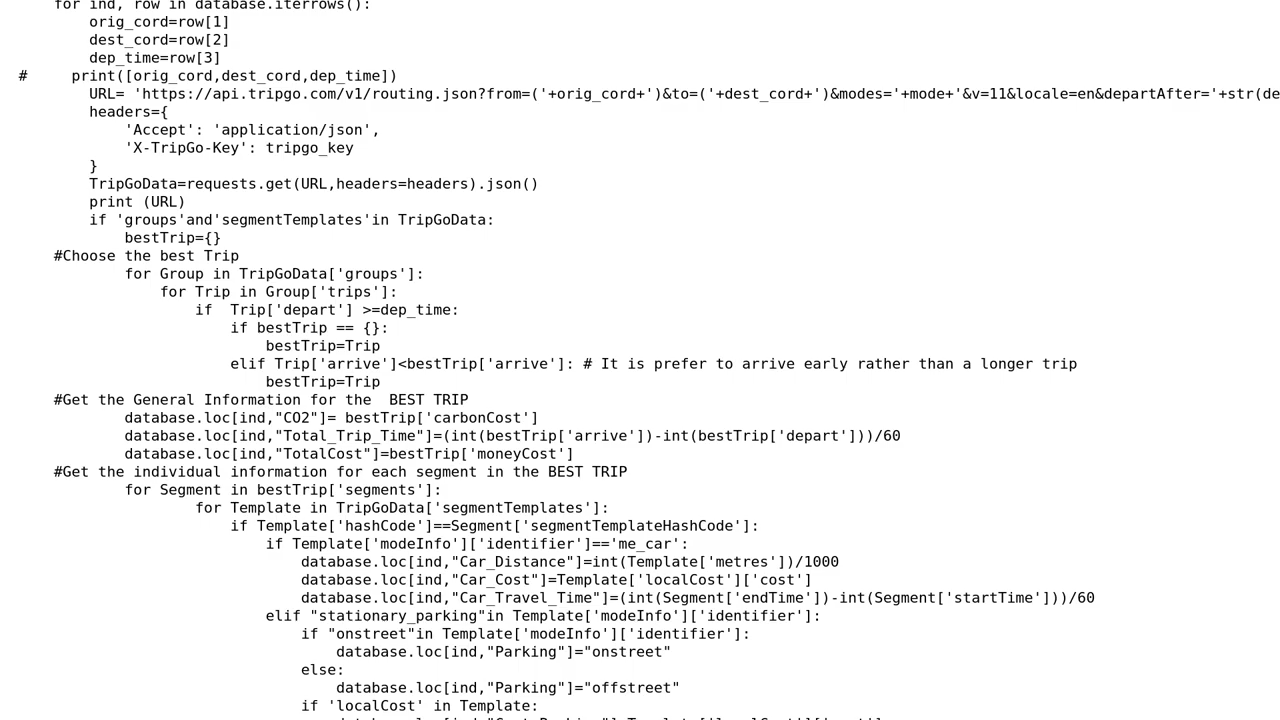 for ind, row in database.iterrows():
orig_cord=row[1]
dest_cord=row[2]
dep_time=row[3]
#     print([orig_cord,dest_cord,dep_time])
URL= 'https://api.tripgo.com/v1/routing.json?from=('+orig_cord+')&to=('+dest_cord+')&modes='+mode+'&v=11&locale=en&departAfter='+str(de
headers={
'Accept': 'application/json',
'X-TripGo-Key': tripgo_key
}
TripGoData=requests.get(URL,headers=headers).json()
print (URL)
if 'groups'and'segmentTemplates'in TripGoData:
bestTrip={}
#Choose the best Trip
for Group in TripGoData['groups']:
for Trip in Group['trips']:
if  Trip['depart'] >=dep_time:
if bestTrip == {}:
bestTrip=Trip
elif Trip['arrive']<bestTrip['arrive']: # It is prefer to arrive early rather than a longer trip
bestTrip=Trip
#Get the General Information for the  BEST TRIP
database.loc[ind,"CO2"]= bestTrip['carbonCost']
database.loc[ind,"Total_Trip_Time"]=(int(bestTrip['arrive'])-int(bestTrip['depart']))/60
database.loc[ind,"TotalCost"]=bestTrip['moneyCost']
#Get the individual information for each segment in the BEST TRIP
for Segment in bestTrip['segments']:
for Template in TripGoData['segmentTemplates']:
if Template['hashCode']==Segment['segmentTemplateHashCode']:
if Template['modeInfo']['identifier']=='me_car':
database.loc[ind,"Car_Distance"]=int(Template['metres'])/1000
database.loc[ind,"Car_Cost"]=Template['localCost']['cost']
database.loc[ind,"Car_Travel_Time"]=(int(Segment['endTime'])-int(Segment['startTime']))/60
elif "stationary_parking"in Template['modeInfo']['identifier']:
if "onstreet"in Template['modeInfo']['identifier']:
database.loc[ind,"Parking"]="onstreet"
else:
database.loc[ind,"Parking"]="offstreet"
if 'localCost' in Template: